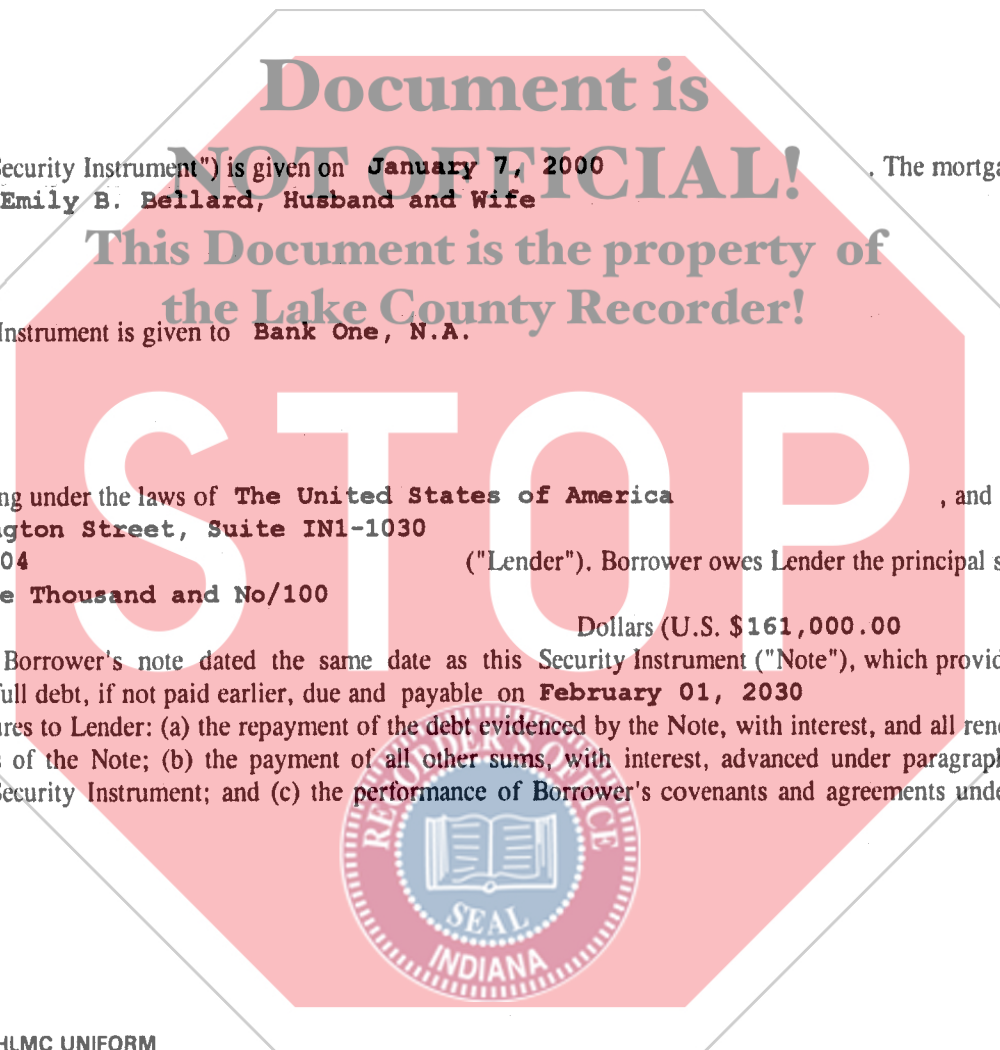 Document is
NOT OFFICIAL!
This Document is the property of
the Lake County Recorder!
STOP
Security Instrument") is given on January 7, 2000 . The mortga
Emily B. Bellard, Husband and Wife
Instrument is given to Bank One, N.A.
ng under the laws of The United States of America , and
gton Street, Suite IN1-1030
04 ("Lender"). Borrower owes Lender the principal s
e Thousand and No/100
Dollars (U.S. $161,000.00
Borrower's note dated the same date as this Security Instrument ("Note"), which provid
full debt, if not paid earlier, due and payable on February 01, 2030
res to Lender: (a) the repayment of the debt evidenced by the Note, with interest, and all rene
s of the Note; (b) the payment of all other sums, with interest, advanced under paragraph
Security Instrument; and (c) the performance of Borrower's covenants and agreements unde
RECORDER'S OFFICE
SEAL
INDIANA
HLMC UNIFORM